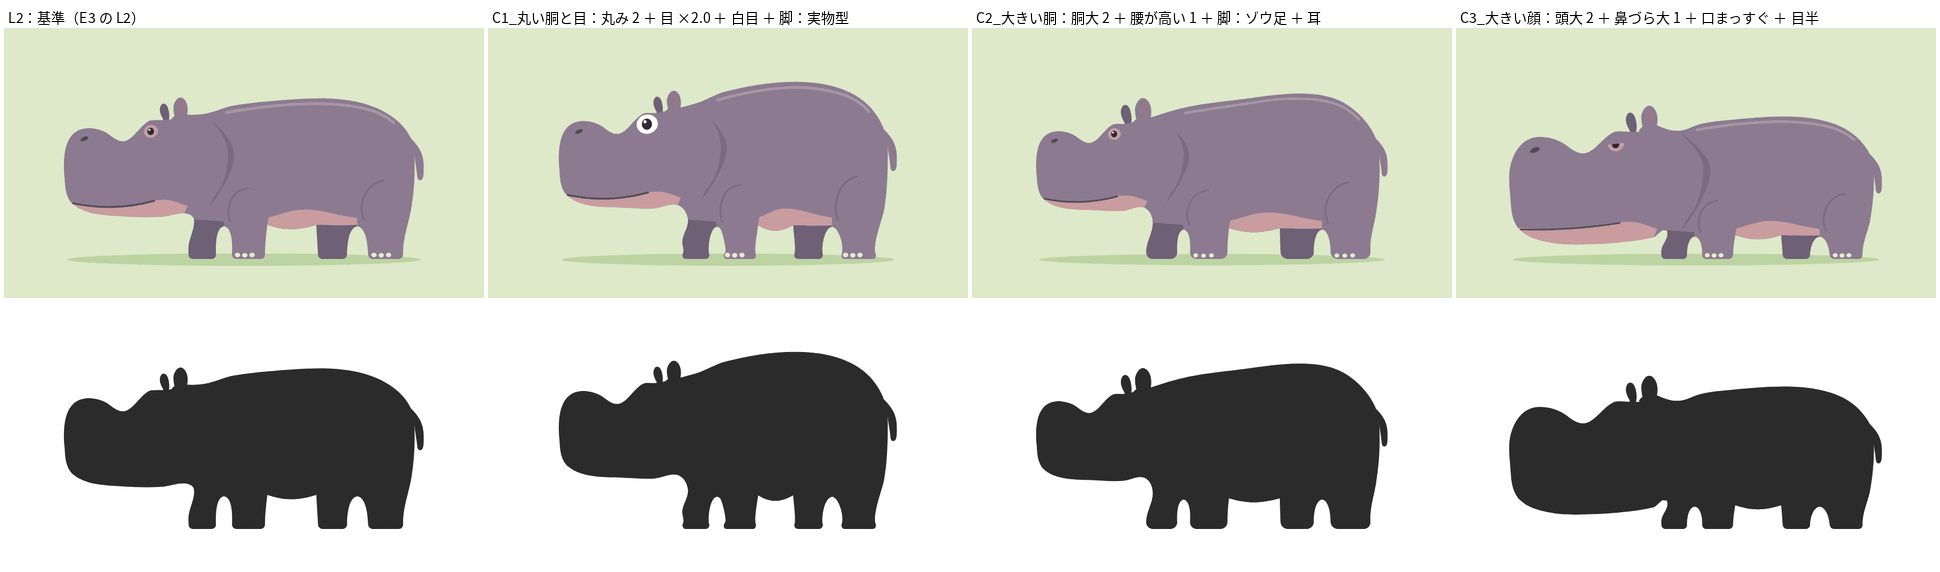 L2：基準（E3 の L2）
C1_丸い胴と目：丸み 2 ＋ 目 ×2.0 ＋ 白目 ＋ 脚：実物型
C2_大きい胴：胴大 2 ＋ 腰が高い 1 ＋ 脚：ゾウ足 ＋ 耳
C3_大きい顔：頭大 2 ＋ 鼻づら大 1 ＋ 口まっすぐ ＋ 目半